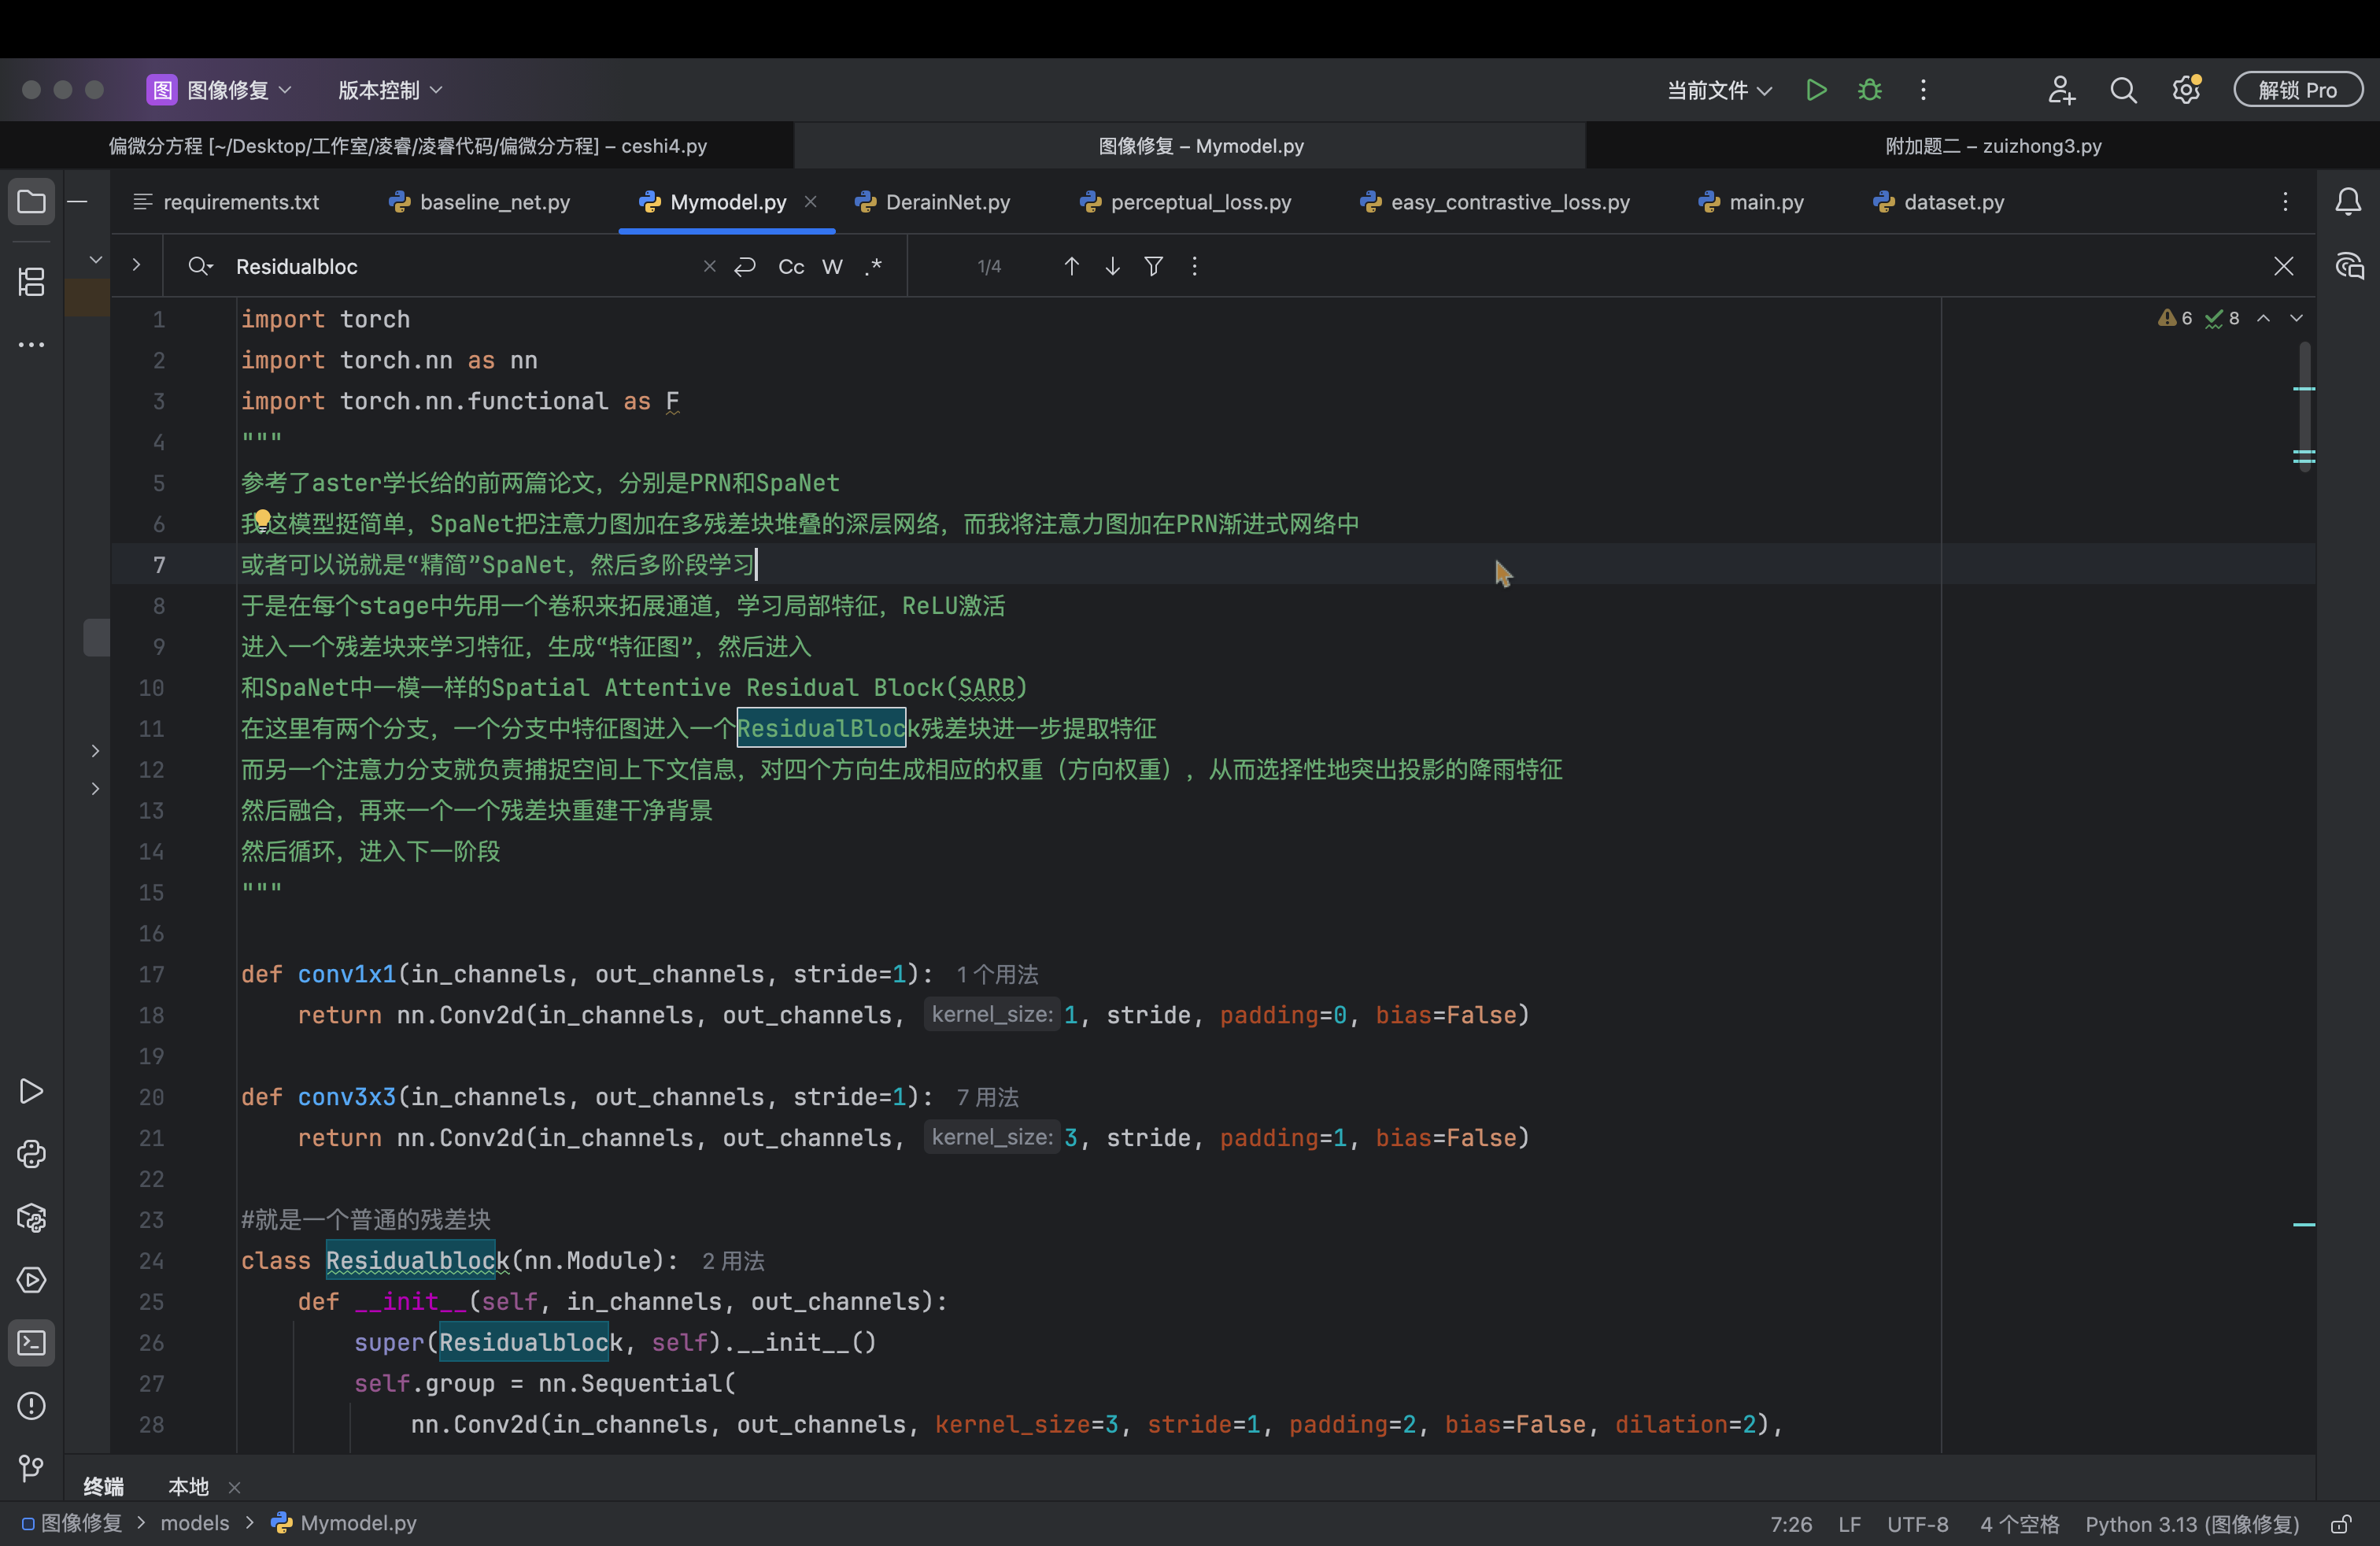 图 图像修复 版本控制 当前文件 解锁 Pro
偏微分方程 [~/Desktop/工作室/凌睿/凌睿代码/偏微分方程] – ceshi4.py 图像修复 – Mymodel.py 附加题二 – zuizhong3.py
requirements.txt baseline_net.py Mymodel.py DerainNet.py perceptual_loss.py easy_contrastive_loss.py main.py dataset.py
Residualbloc Cc W .* 1/4
6 8
1 import torch
2 import torch.nn as nn
3 import torch.nn.functional as F
4 """
5 参考了aster学长给的前两篇论文，分别是PRN和SpaNet
6 我这模型挺简单，SpaNet把注意力图加在多残差块堆叠的深层网络，而我将注意力图加在PRN渐进式网络中
7 或者可以说就是“精简”SpaNet，然后多阶段学习
8 于是在每个stage中先用一个卷积来拓展通道，学习局部特征，ReLU激活
9 进入一个残差块来学习特征，生成“特征图”，然后进入
10 和SpaNet中一模一样的Spatial Attentive Residual Block(SARB)
11 在这里有两个分支，一个分支中特征图进入一个ResidualBlock残差块进一步提取特征
12 而另一个注意力分支就负责捕捉空间上下文信息，对四个方向生成相应的权重（方向权重），从而选择性地突出投影的降雨特征
13 然后融合，再来一个一个残差块重建干净背景
14 然后循环，进入下一阶段
15 """
16
17 def conv1x1(in_channels, out_channels, stride=1): 1 个用法
18 return nn.Conv2d(in_channels, out_channels, kernel_size: 1, stride, padding=0, bias=False)
19
20 def conv3x3(in_channels, out_channels, stride=1): 7 用法
21 return nn.Conv2d(in_channels, out_channels, kernel_size: 3, stride, padding=1, bias=False)
22
23 #就是一个普通的残差块
24 class Residualblock(nn.Module): 2 用法
25 def __init__(self, in_channels, out_channels):
26 super(Residualblock, self).__init__()
27 self.group = nn.Sequential(
28 nn.Conv2d(in_channels, out_channels, kernel_size=3, stride=1, padding=2, bias=False, dilation=2),
终端 本地
图像修复 models Mymodel.py 7:26 LF UTF-8 4 个空格 Python 3.13 (图像修复)